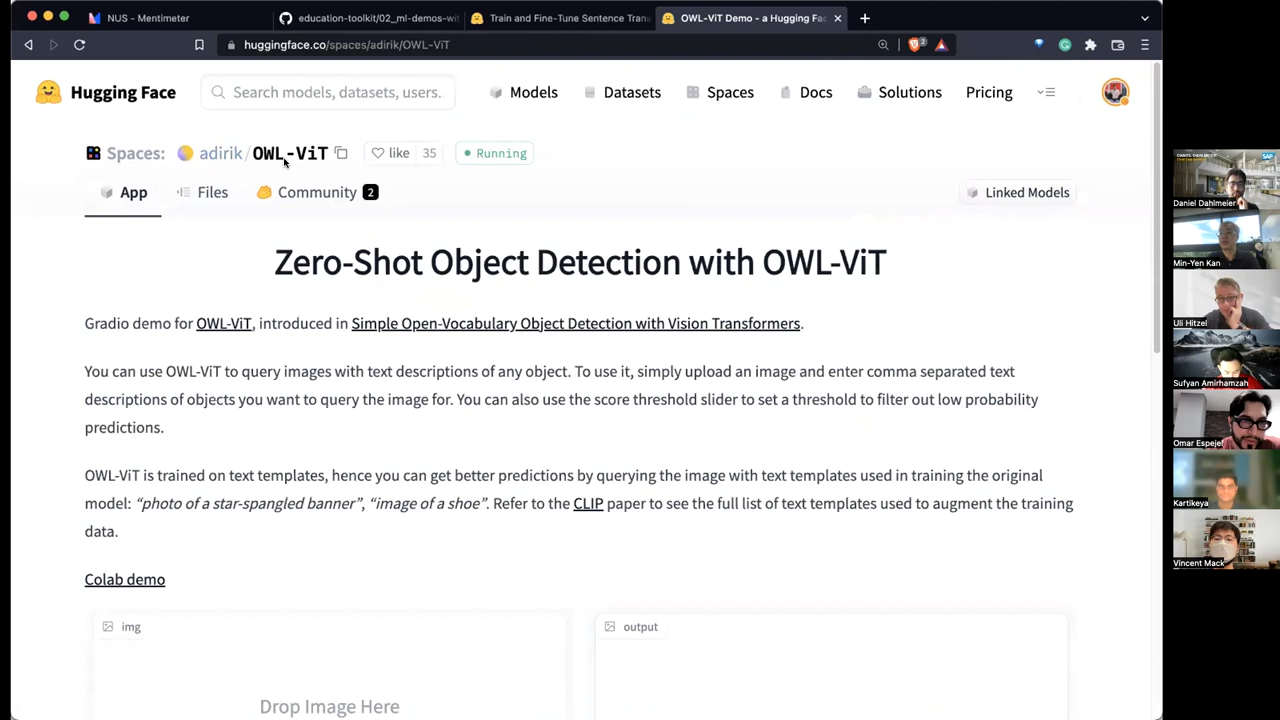 NUS - Mentimeter
education-toolkit/02_ml-demos-wit
Train and Fine-Tune Sentence Trans
OWL-ViT Demo - a Hugging Fac
huggingface.co/spaces/adirik/OWL-ViT
2
Hugging Face
Search models, datasets, users...
Models
Datasets
Spaces
Docs
Solutions
Pricing
Spaces:
adirik/OWL-ViT
like
35
Running
App
Files
Community
2
Linked Models
Zero-Shot Object Detection with OWL-ViT
Gradio demo for OWL-ViT, introduced in Simple Open-Vocabulary Object Detection with Vision Transformers.
You can use OWL-ViT to query images with text descriptions of any object. To use it, simply upload an image and enter comma separated text
descriptions of objects you want to query the image for. You can also use the score threshold slider to set a threshold to filter out low probability
predictions.
OWL-ViT is trained on text templates, hence you can get better predictions by querying the image with text templates used in training the original
model: “photo of a star-spangled banner”, “image of a shoe”. Refer to the CLIP paper to see the full list of text templates used to augment the training
data.
Colab demo
img
output
Drop Image Here
DANIEL DAHLMEIER
SAP
Daniel Dahlmeier
Min-Yen Kan
Uli Hitzel
Sufyan Amirhamzah
Omar Espejel
Kartikeya
Vincent Mack